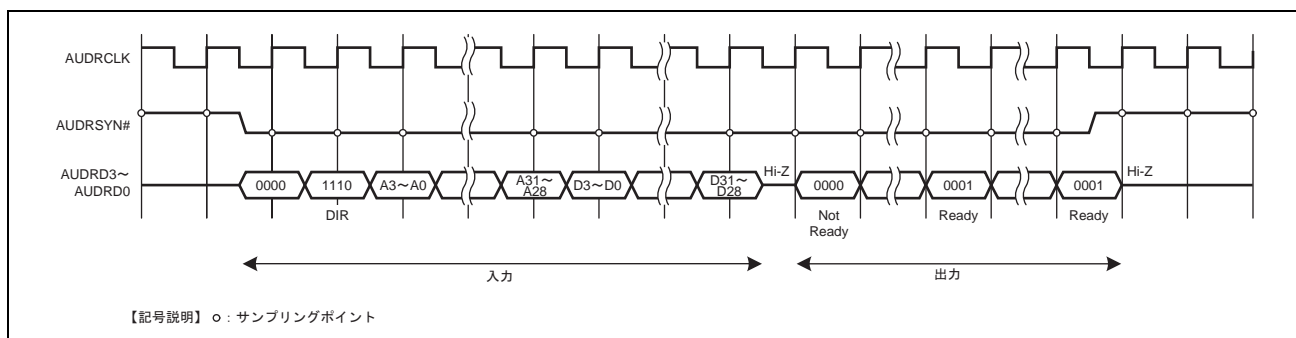 AUDRCLK
AUDRSYN#
AUDRD3～
AUDRD0
0000
1110
A3～A0
A31～
A28
D3～D0
D31～
D28
Hi-Z
0000
0001
0001
Hi-Z
DIR
Not
Ready
Ready
Ready
入力
出力
【記号説明】 ○：サンプリングポイント